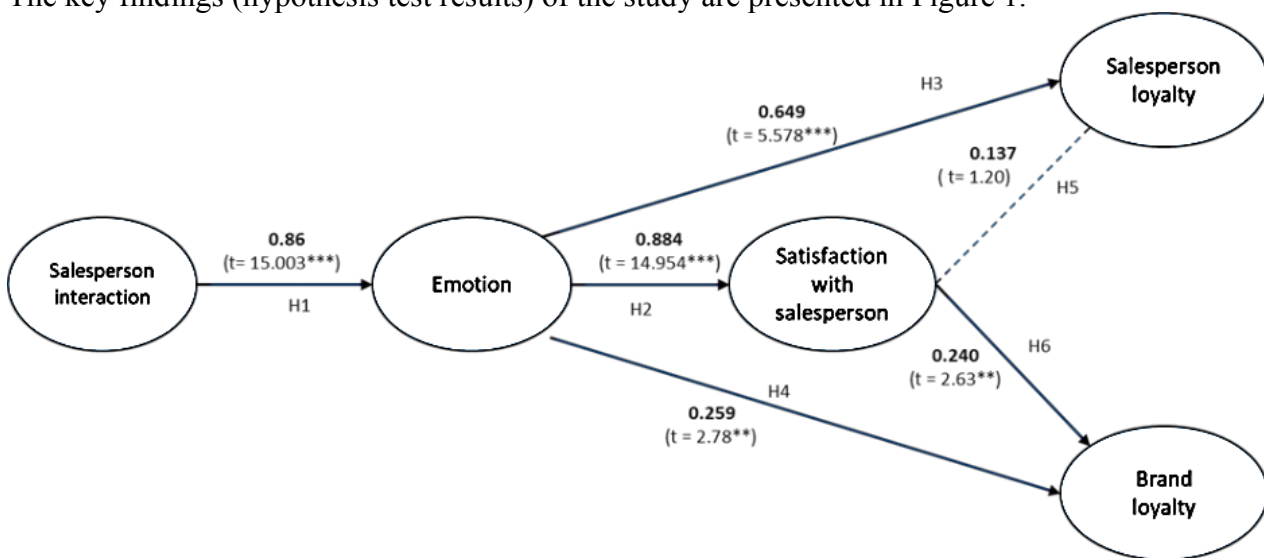 The key findings (hypothesis test results) of the study are presented in Figure 1.
Salesperson
loyalty
H3
0.649
(t = 5.578***)
0.137
( t= 1.20)
H5
Salesperson
interaction
0.86
(t= 15.003***)
H1
Emotion
0.884
(t = 14.954***)
H2
Satisfaction
with
salesperson
0.240
(t = 2.63**)
H6
H4
0.259
(t = 2.78**)
Brand
loyalty